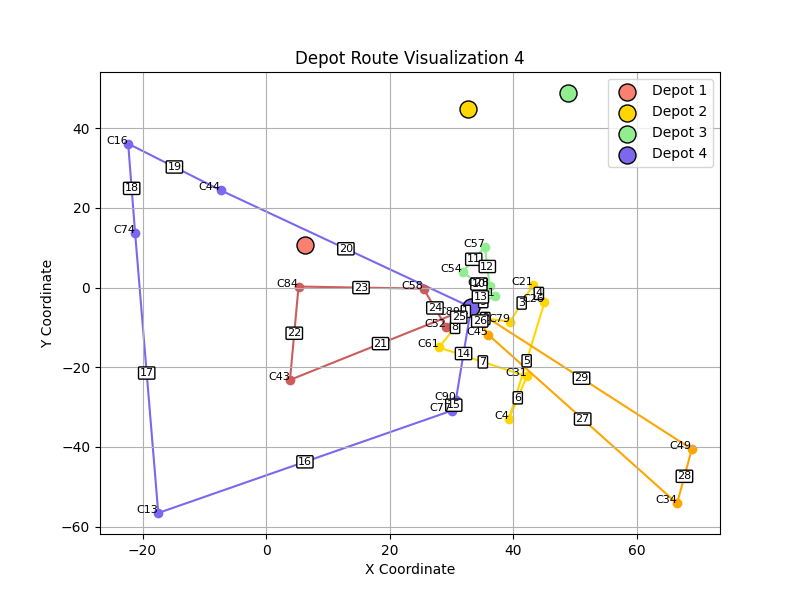 Depot Route Visualization 4
Depot 1
Depot 2
Depot 3
Depot 4
Y Coordinate
X Coordinate
40
20
0
−20
−40
−60
−20
0
20
40
60
C16
19
18
C44
C74
20
C57
11
12
C54
C84
23
C58
13
C21
4
C20
3
24
25
C52
8
26
C79
C45
22
21
C61
14
7
5
C31
17
C43
29
C90
15
6
C4
27
16
C49
28
C34
C13